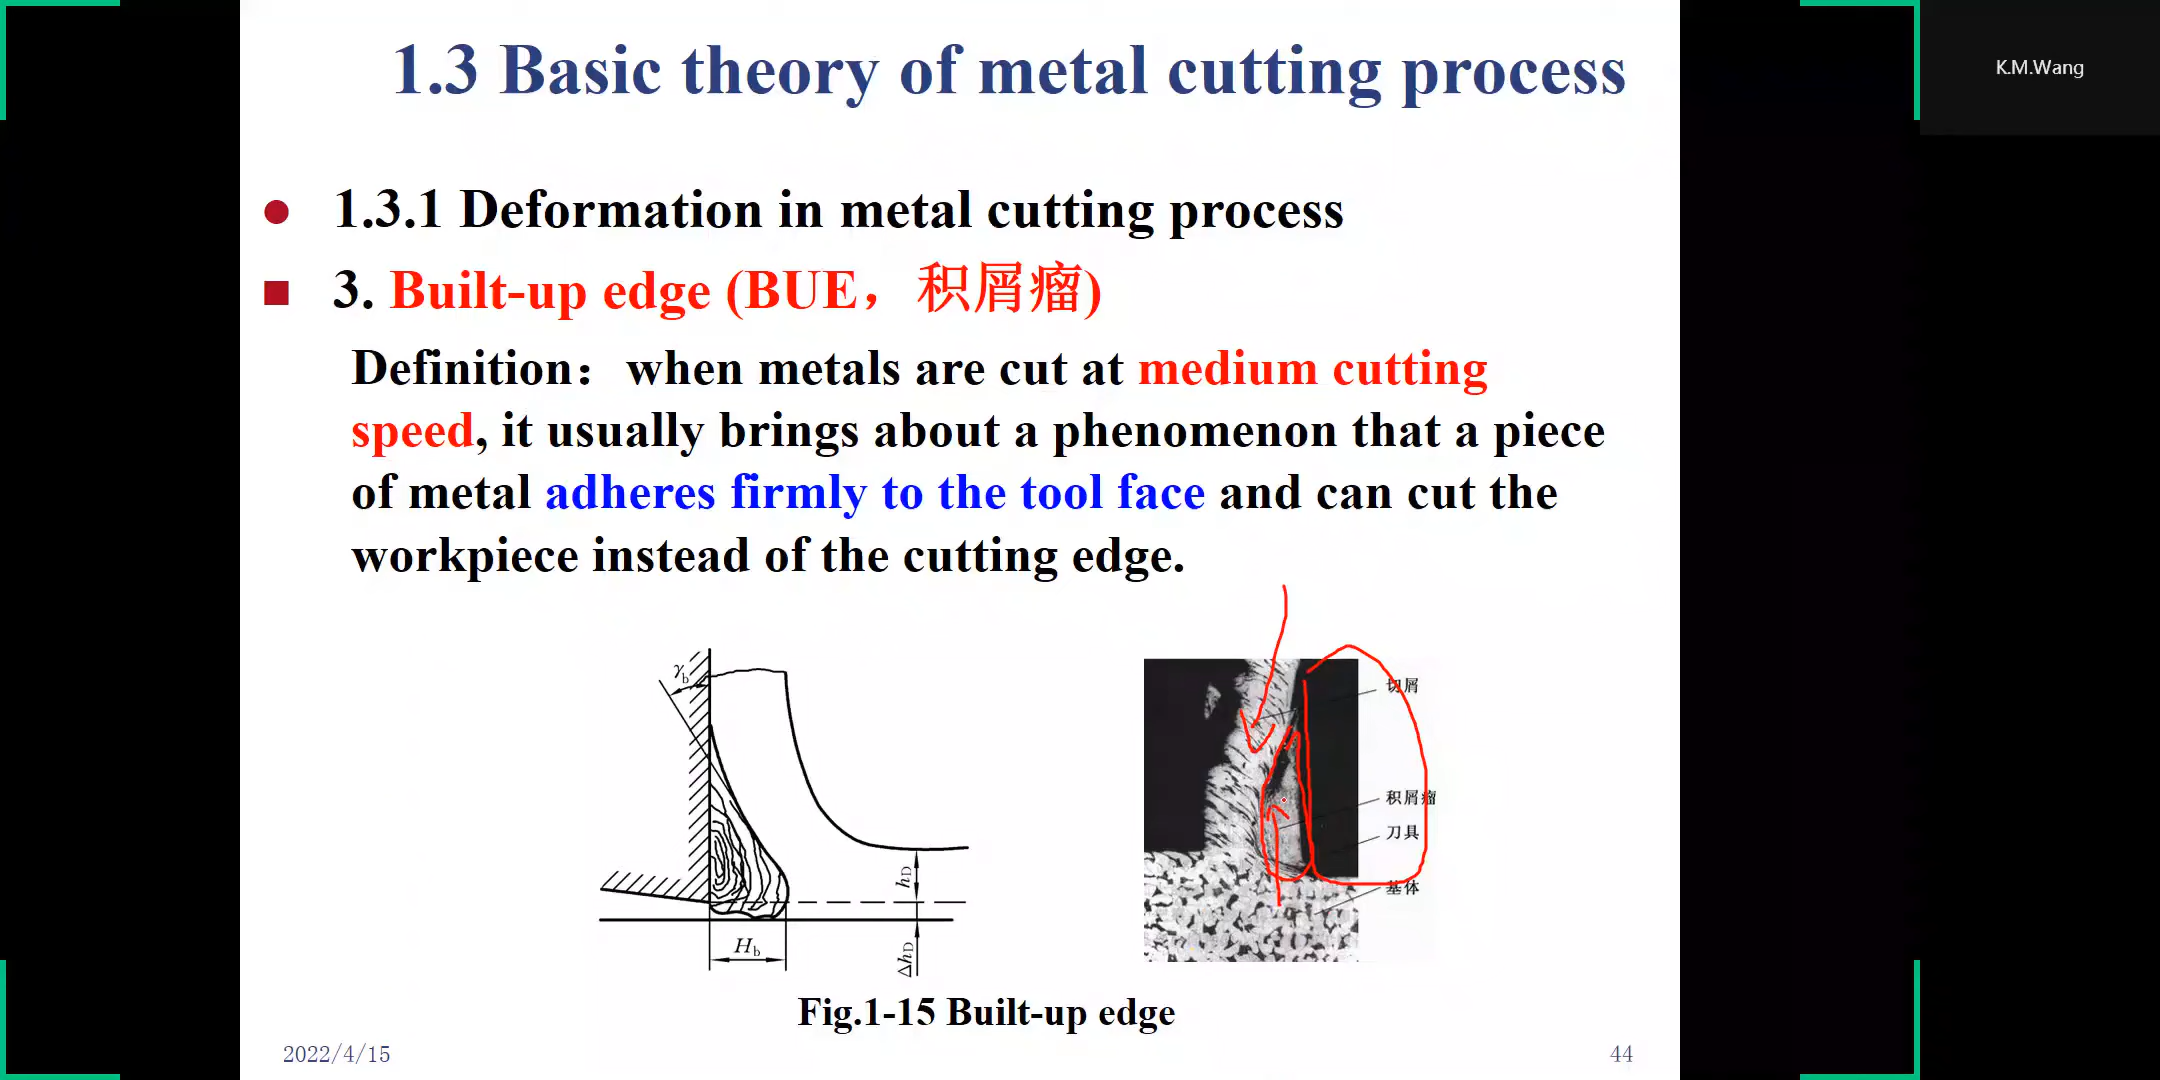 1.3 Basic theory of metal cutting process
K.M.Wang
1.3.1 Deformation in metal cutting process
3. Built-up edge (BUE，积屑瘤)
Definition：when metals are cut at medium cutting
speed, it usually brings about a phenomenon that a piece
of metal adheres firmly to the tool face and can cut the
workpiece instead of the cutting edge.
γb
hD
Hb
ΔhD
切屑
积屑瘤
刀具
基体
Fig.1-15 Built-up edge
2022/4/15
44